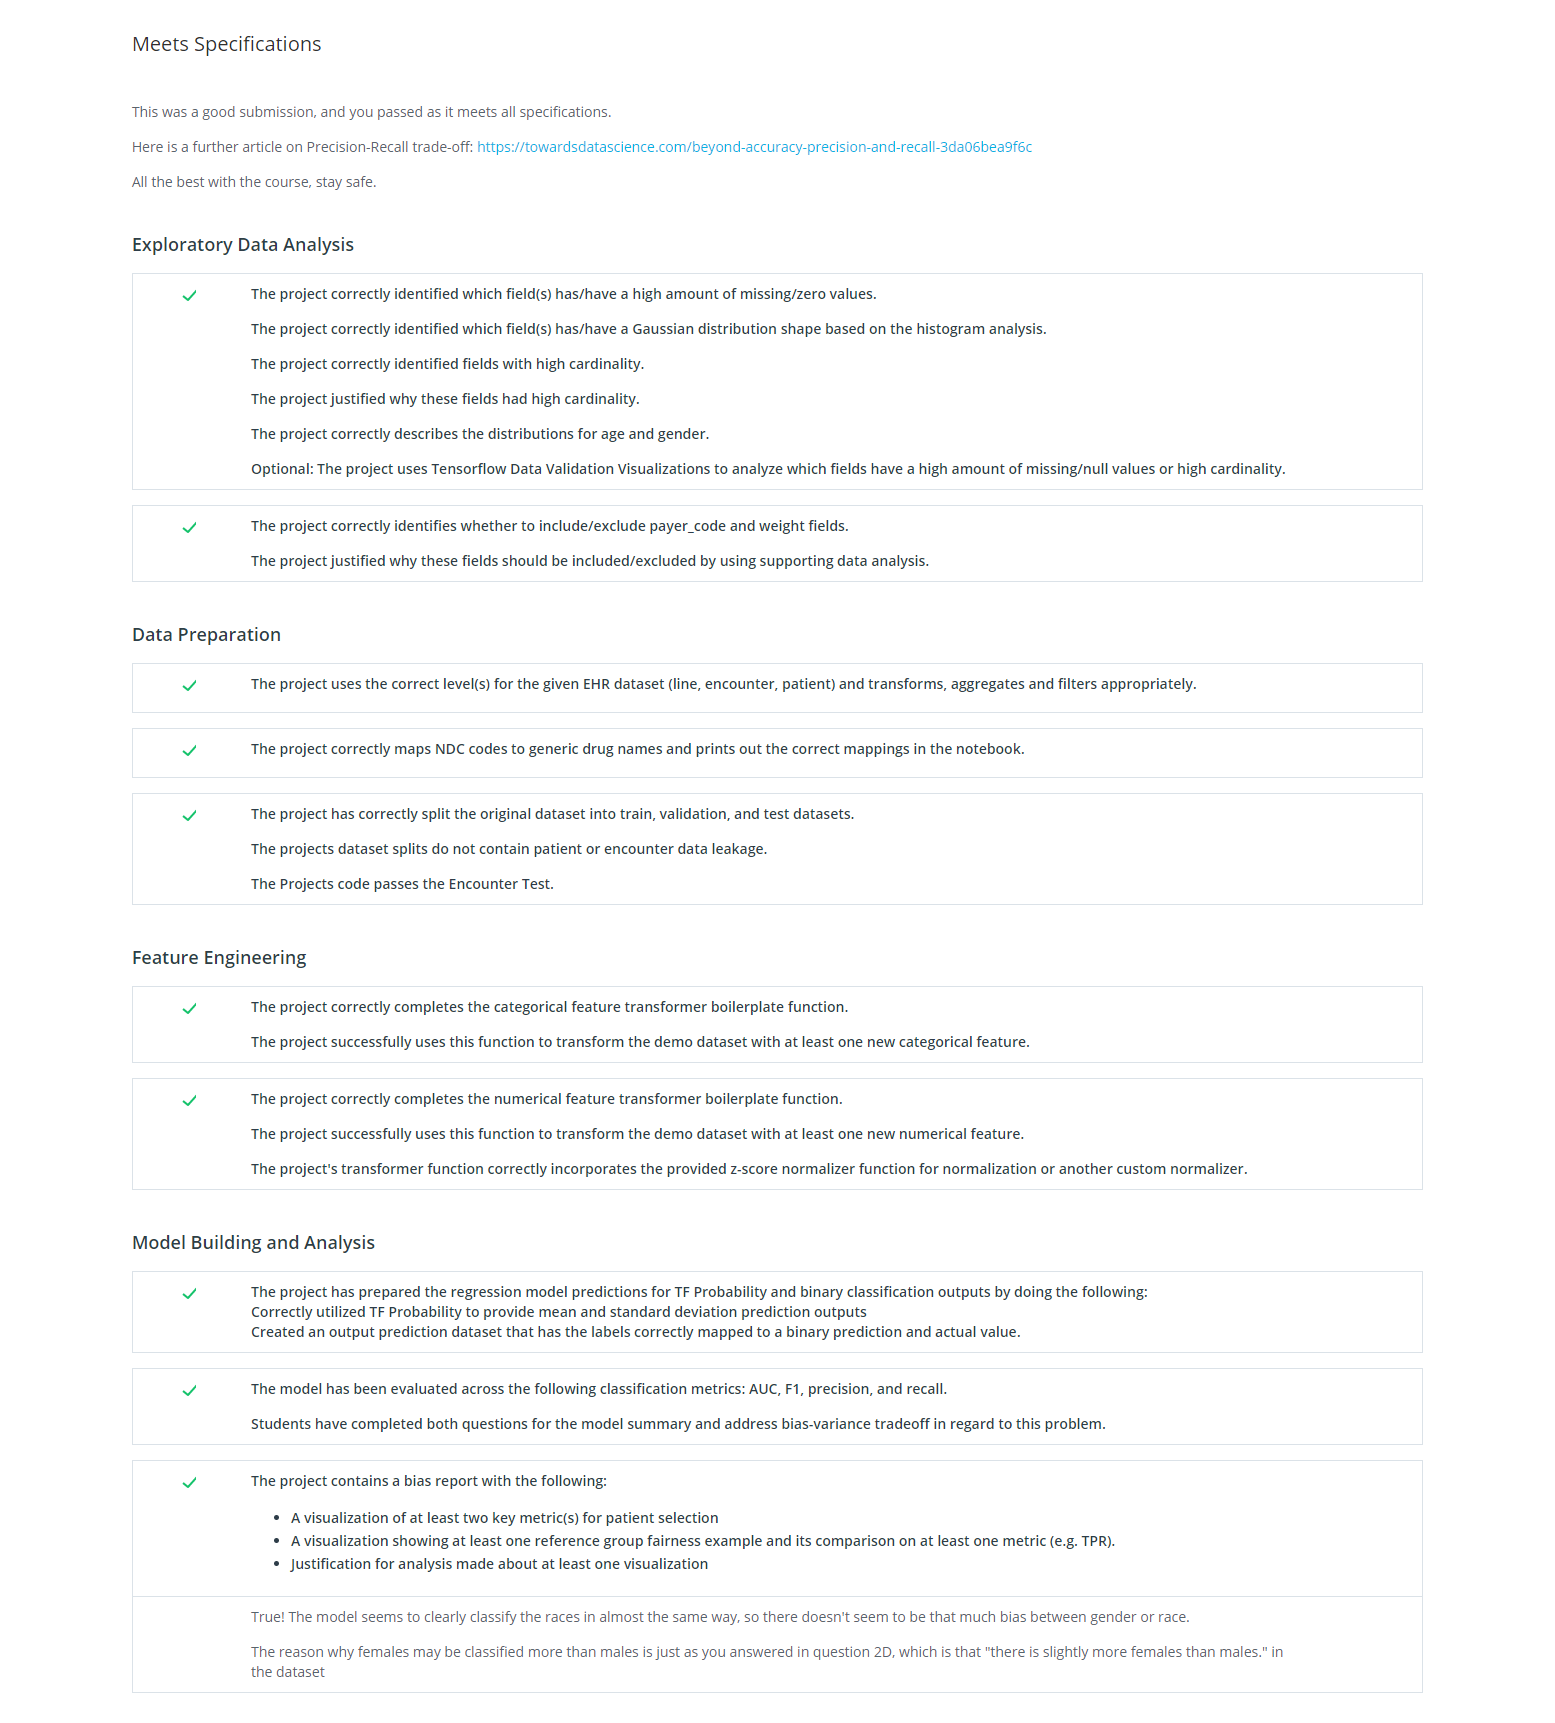 Meets Specifications
This was a good submission, and you passed as it meets all specifications.
Here is a further article on Precision-Recall trade-off: https://towardsdatascience.com/beyond-accuracy-precision-and-recall-3da06bea9f6c
All the best with the course, stay safe.
Exploratory Data Analysis
The project correctly identified which field(s) has/have a high amount of missing/zero values.
The project correctly identified which field(s) has/have a Gaussian distribution shape based on the histogram analysis.
The project correctly identified fields with high cardinality.
The project justified why these fields had high cardinality.
The project correctly describes the distributions for age and gender.
Optional: The project uses Tensorflow Data Validation Visualizations to analyze which fields have a high amount of missing/null values or high cardinality.
The project correctly identifies whether to include/exclude payer_code and weight fields.
The project justified why these fields should be included/excluded by using supporting data analysis.
Data Preparation
The project uses the correct level(s) for the given EHR dataset (line, encounter, patient) and transforms, aggregates and filters appropriately.
The project correctly maps NDC codes to generic drug names and prints out the correct mappings in the notebook.
The project has correctly split the original dataset into train, validation, and test datasets.
The projects dataset splits do not contain patient or encounter data leakage.
The Projects code passes the Encounter Test.
Feature Engineering
The project correctly completes the categorical feature transformer boilerplate function.
The project successfully uses this function to transform the demo dataset with at least one new categorical feature.
The project correctly completes the numerical feature transformer boilerplate function.
The project successfully uses this function to transform the demo dataset with at least one new numerical feature.
The project's transformer function correctly incorporates the provided z-score normalizer function for normalization or another custom normalizer.
Model Building and Analysis
The project has prepared the regression model predictions for TF Probability and binary classification outputs by doing the following:
Correctly utilized TF Probability to provide mean and standard deviation prediction outputs
Created an output prediction dataset that has the labels correctly mapped to a binary prediction and actual value.
The model has been evaluated across the following classification metrics: AUC, F1, precision, and recall.
Students have completed both questions for the model summary and address bias-variance tradeoff in regard to this problem.
The project contains a bias report with the following:
• A visualization of at least two key metric(s) for patient selection
• A visualization showing at least one reference group fairness example and its comparison on at least one metric (e.g. TPR).
• Justification for analysis made about at least one visualization
True! The model seems to clearly classify the races in almost the same way, so there doesn't seem to be that much bias between gender or race.
The reason why females may be classified more than males is just as you answered in question 2D, which is that "there is slightly more females than males." in
the dataset